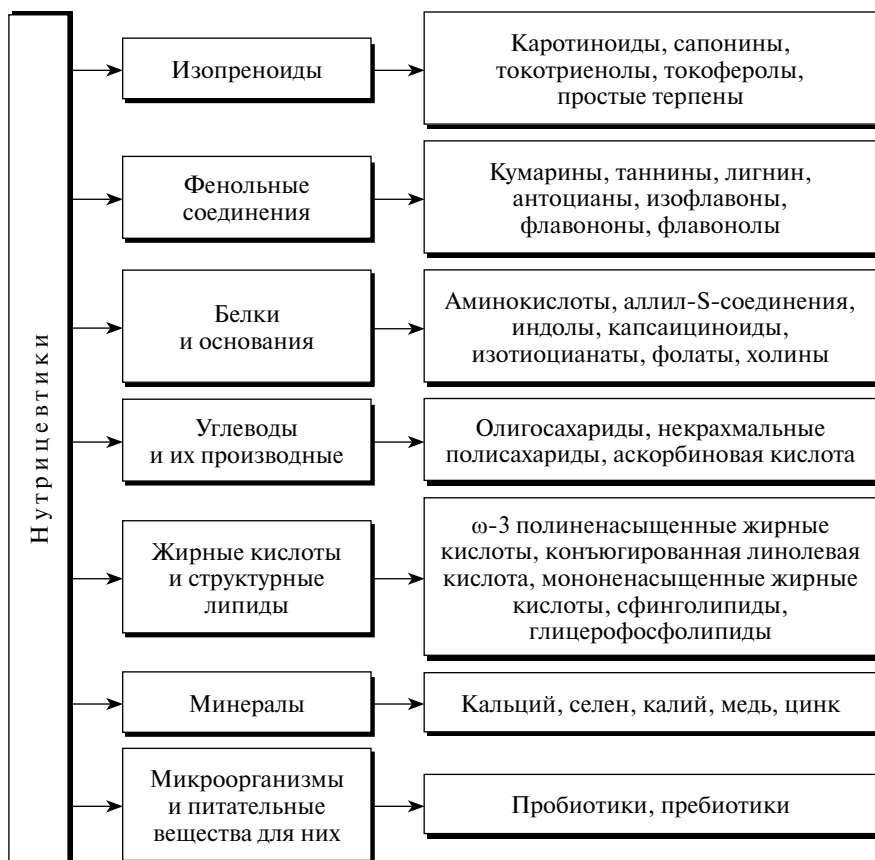 Нутрицевтики
Изопреноиды
Каротиноиды, сапонины,
токотриенолы, токоферолы,
простые терпены
Фенольные
соединения
Кумарины, таннины, лигнин,
антоцианы, изофлавоны,
флавононы, флавонолы
Белки
и основания
Аминокислоты, аллил-S-соединения,
индолы, капсаициноиды,
изотиоцианаты, фолаты, холины
Углеводы
и их производные
Олигосахариды, некрахмальные
полисахариды, аскорбиновая кислота
Жирные кислоты
и структурные
липиды
ω-3 полиненасыщенные жирные
кислоты, конъюгированная линолевая
кислота, мононенасыщенные жирные
кислоты, сфинголипиды,
глицерофосфолипиды
Минералы
Кальций, селен, калий, медь, цинк
Микроорганизмы
и питательные
вещества для них
Пробиотики, пребиотики